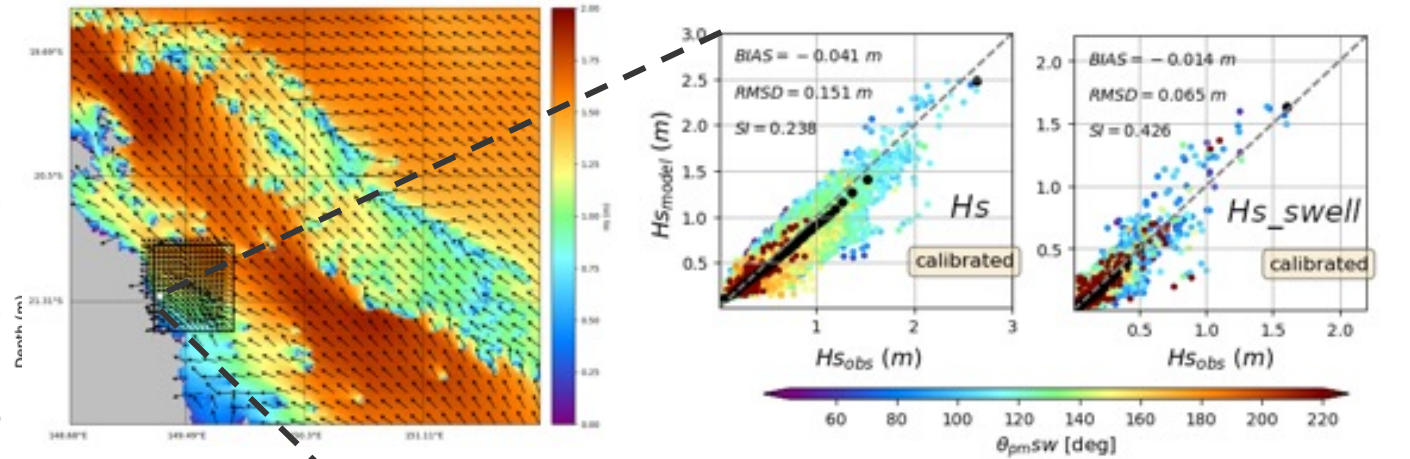 2.00
1.75
1.50
1.25
1.00
0.75
0.50
0.25
0.00
20.5°S
21.31°S
148.68°E
149.49°E
151.11°E
Depth (m)
3.0
2.5
2.0
1.5
1.0
0.5
BIAS = − 0.041 m
RMSD = 0.151 m
SI = 0.238
Hs
calibrated
Hs_model (m)
1
2
3
Hs_obs (m)
2.0
1.5
1.0
0.5
BIAS = − 0.014 m
RMSD = 0.065 m
SI = 0.426
Hs_swell
calibrated
0.5
1.0
1.5
2.0
Hs_obs (m)
60
80
100
120
140
160
180
200
220
θ_pm sw [deg]